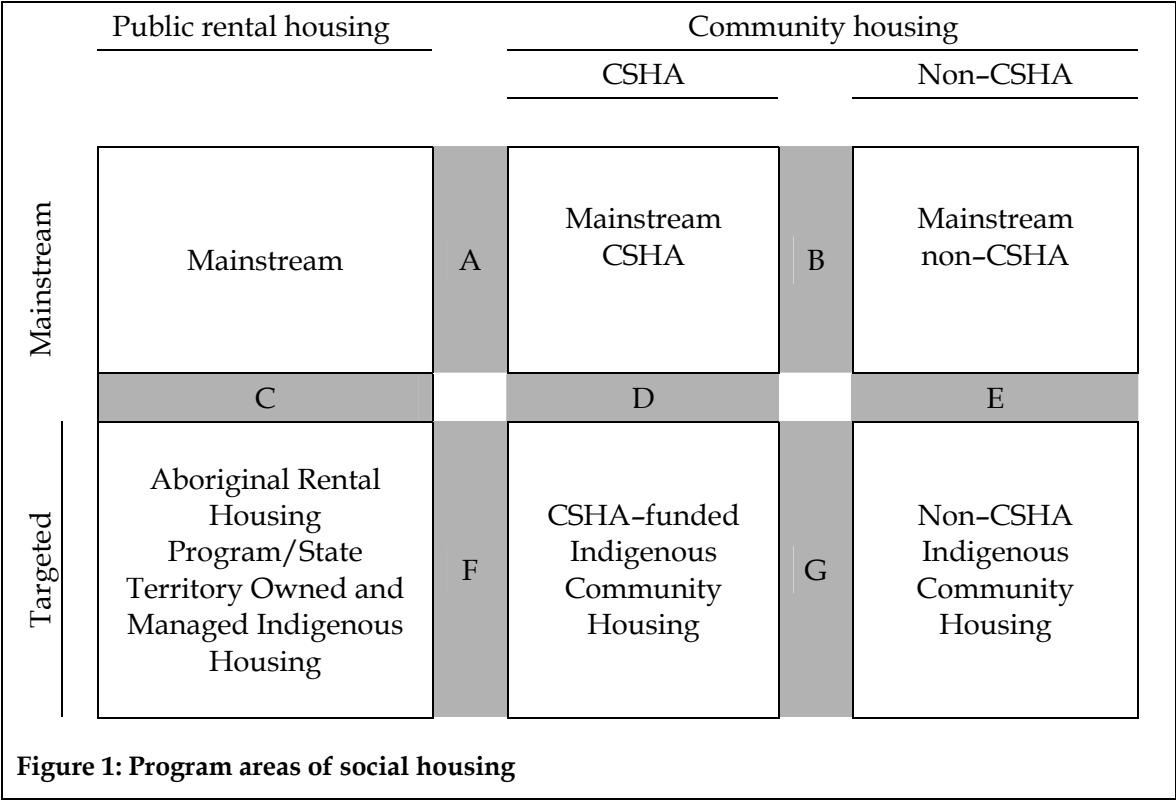 Public rental housing
Community housing
CSHA
Non–CSHA
Mainstream
Mainstream
A
Mainstream
CSHA
B
Mainstream
non–CSHA
C
D
E
Targeted
Aboriginal Rental
Housing
Program/State
Territory Owned and
Managed Indigenous
Housing
F
CSHA–funded
Indigenous
Community
Housing
G
Non–CSHA
Indigenous
Community
Housing
Figure 1: Program areas of social housing